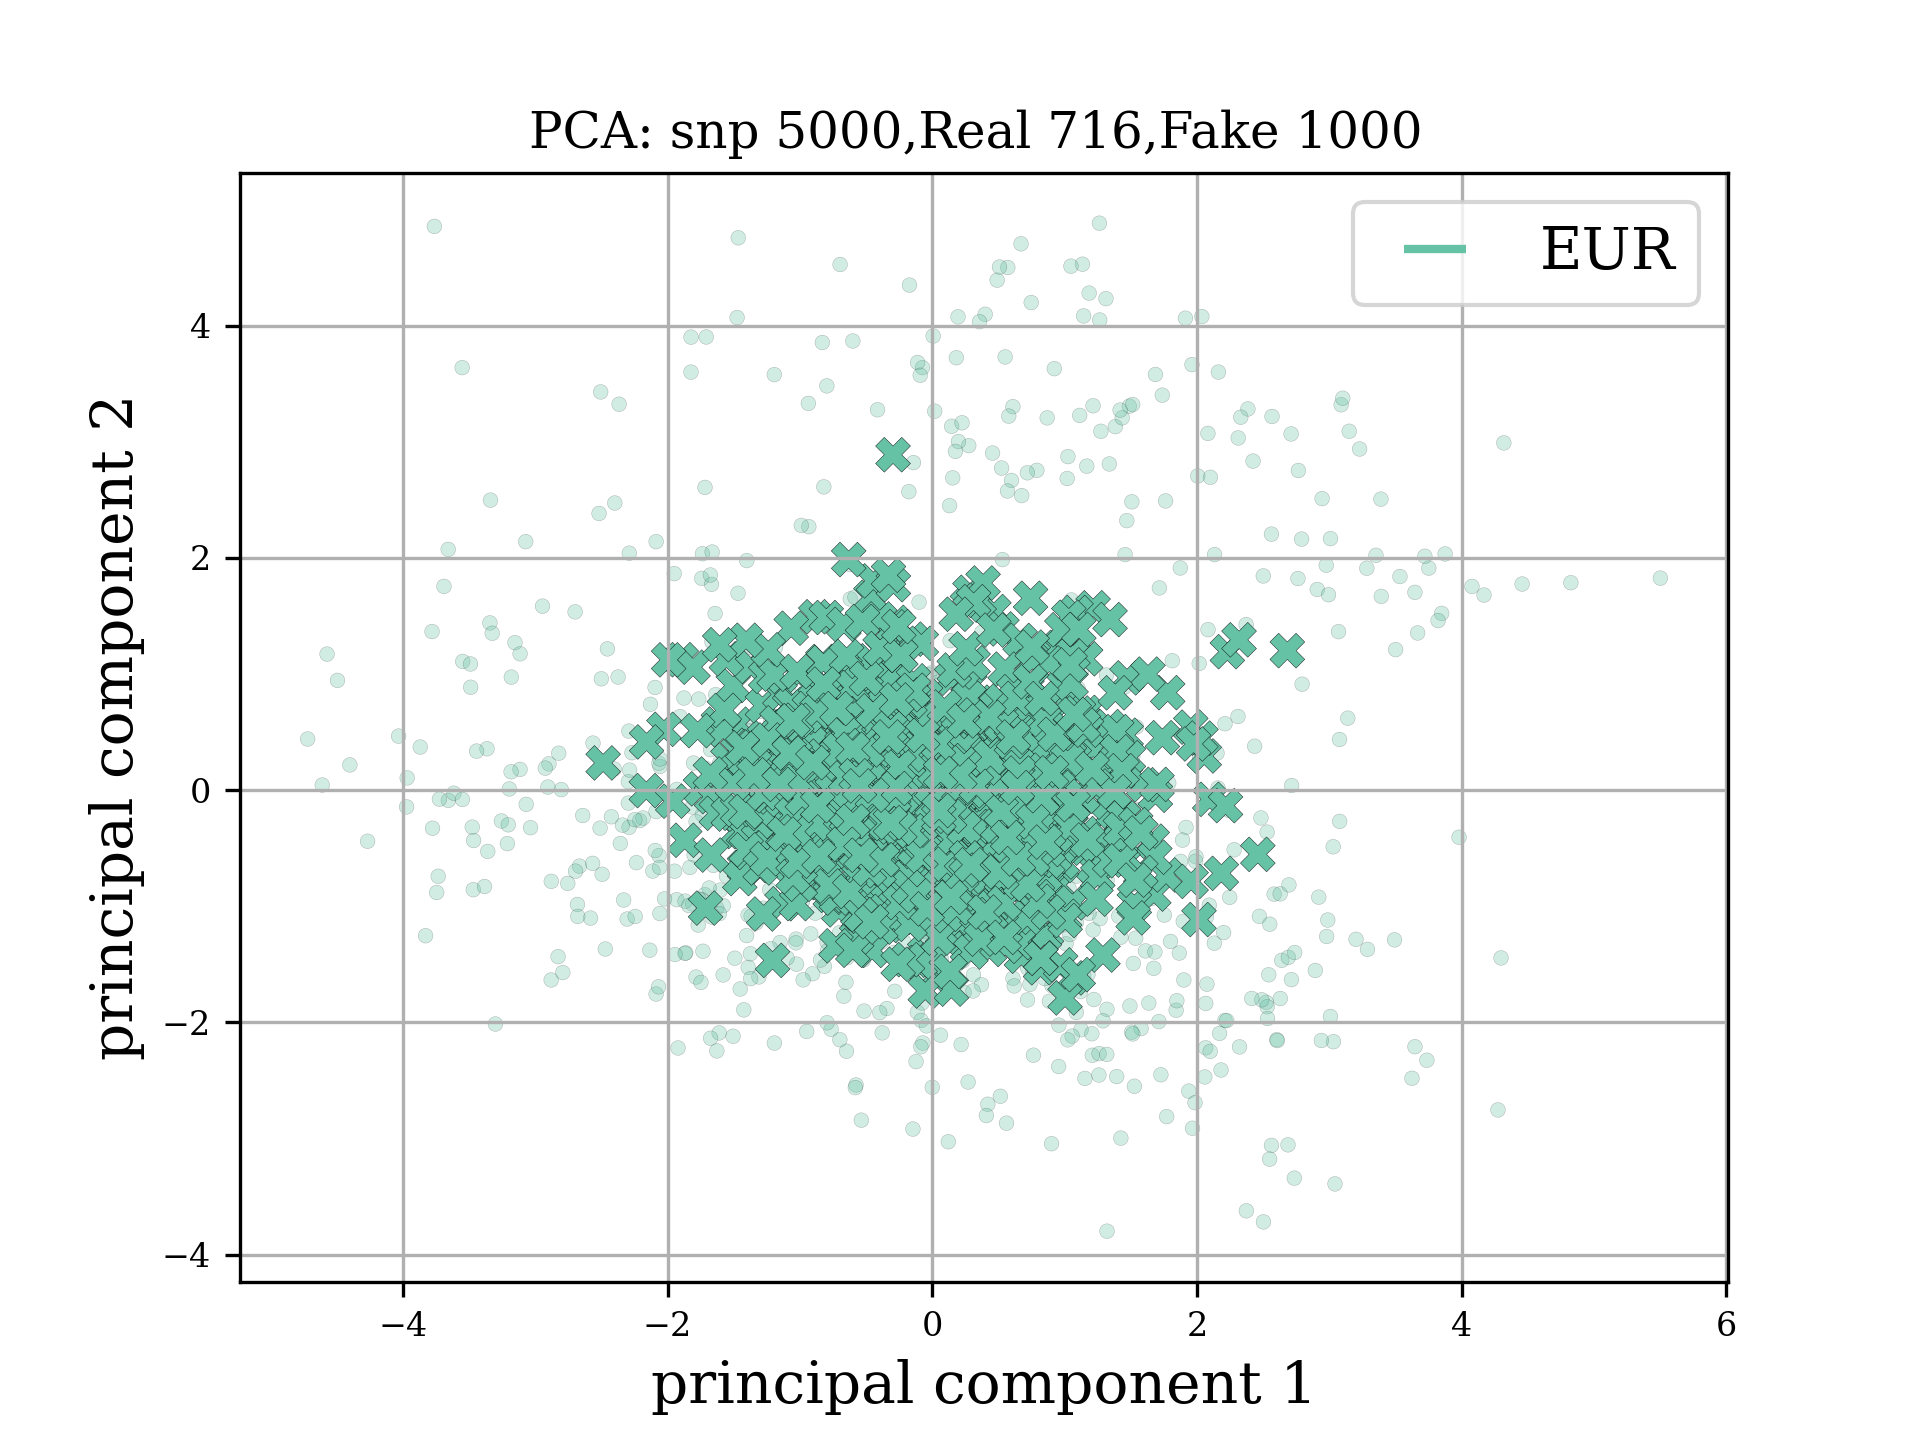 PCA: snp 5000,Real 716,Fake 1000
EUR
principal component 2
4
2
0
−2
−4
−4
−2
0
2
4
6
principal component 1